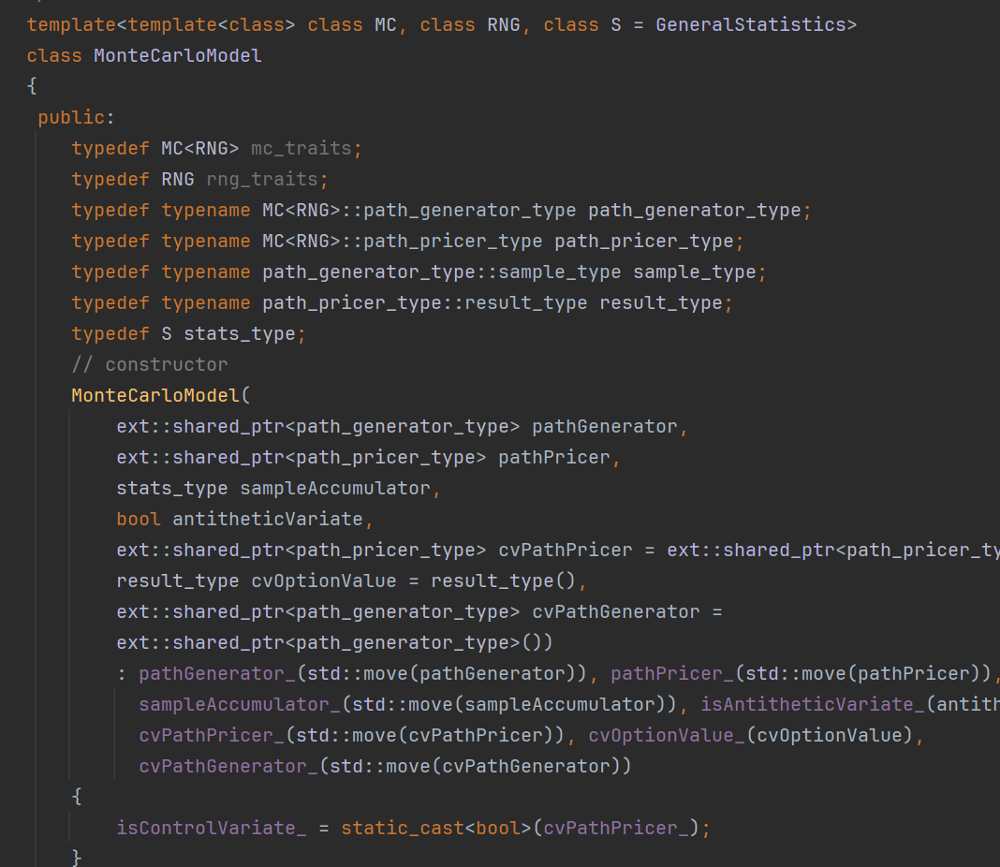 template<template<class> class MC, class RNG, class S = GeneralStatistics>
class MonteCarloModel
{
public:
typedef MC<RNG> mc_traits;
typedef RNG rng_traits;
typedef typename MC<RNG>::path_generator_type path_generator_type;
typedef typename MC<RNG>::path_pricer_type path_pricer_type;
typedef typename path_generator_type::sample_type sample_type;
typedef typename path_pricer_type::result_type result_type;
typedef S stats_type;
// constructor
MonteCarloModel(
ext::shared_ptr<path_generator_type> pathGenerator,
ext::shared_ptr<path_pricer_type> pathPricer,
stats_type sampleAccumulator,
bool antitheticVariate,
ext::shared_ptr<path_pricer_type> cvPathPricer = ext::shared_ptr<path_pricer_ty
result_type cvOptionValue = result_type(),
ext::shared_ptr<path_generator_type> cvPathGenerator =
ext::shared_ptr<path_generator_type>())
: pathGenerator_(std::move(pathGenerator)), pathPricer_(std::move(pathPricer)),
sampleAccumulator_(std::move(sampleAccumulator)), isAntitheticVariate_(antith
cvPathPricer_(std::move(cvPathPricer)), cvOptionValue_(cvOptionValue),
cvPathGenerator_(std::move(cvPathGenerator))
{
isControlVariate_ = static_cast<bool>(cvPathPricer_);
}